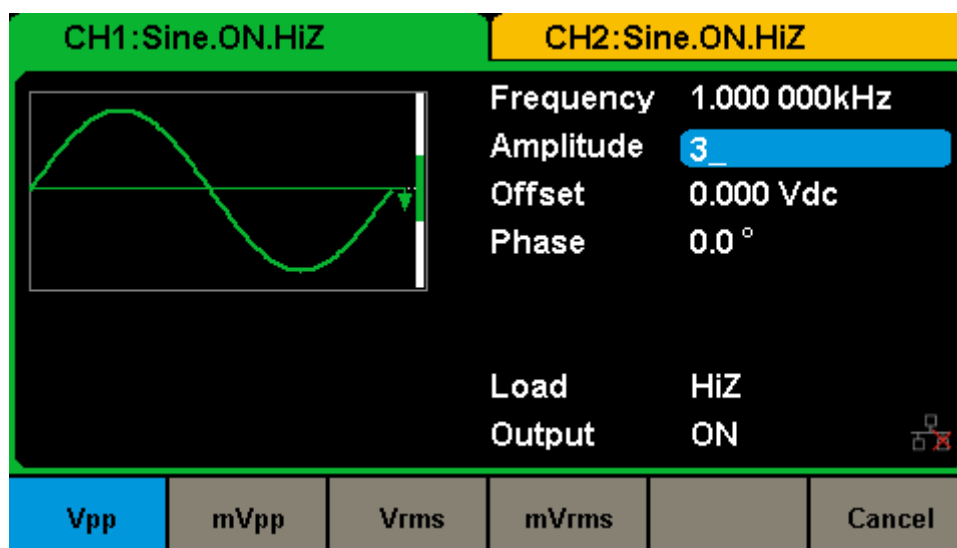 CH1:Sine.ON.HiZ CH2:Sine.ON.HiZ
Frequency 1.000 000kHz
Amplitude 3_
Offset 0.000 Vdc
Phase 0.0 °
Load HiZ
Output ON
Vpp mVpp Vrms mVrms Cancel